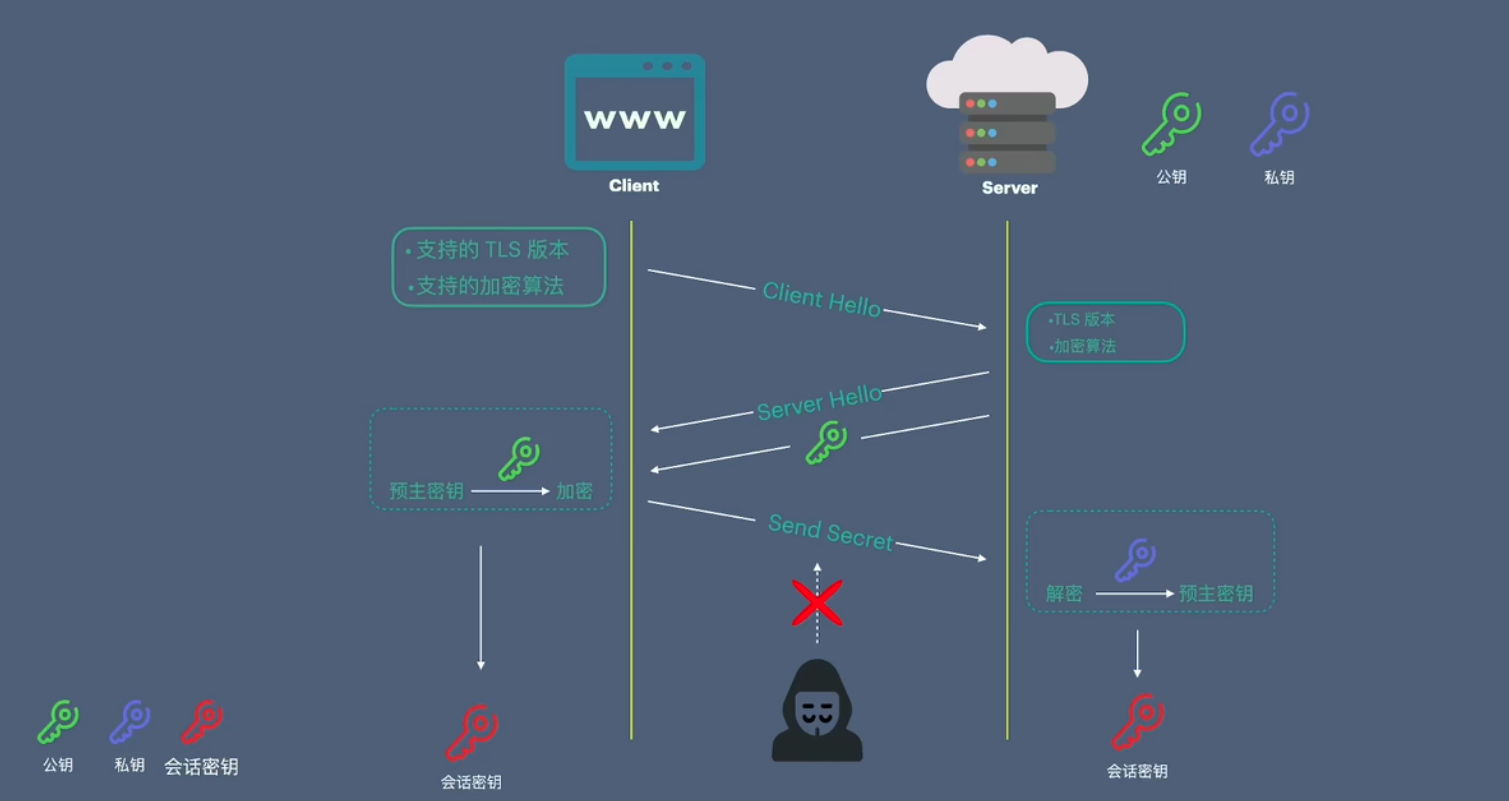 www
Client
Server
公钥
私钥
•支持的 TLS 版本
•支持的加密算法
Client Hello
•TLS 版本
•加密算法
Server Hello
预主密钥
加密
Send Secret
解密
预主密钥
公钥
私钥
会话密钥
会话密钥
会话密钥